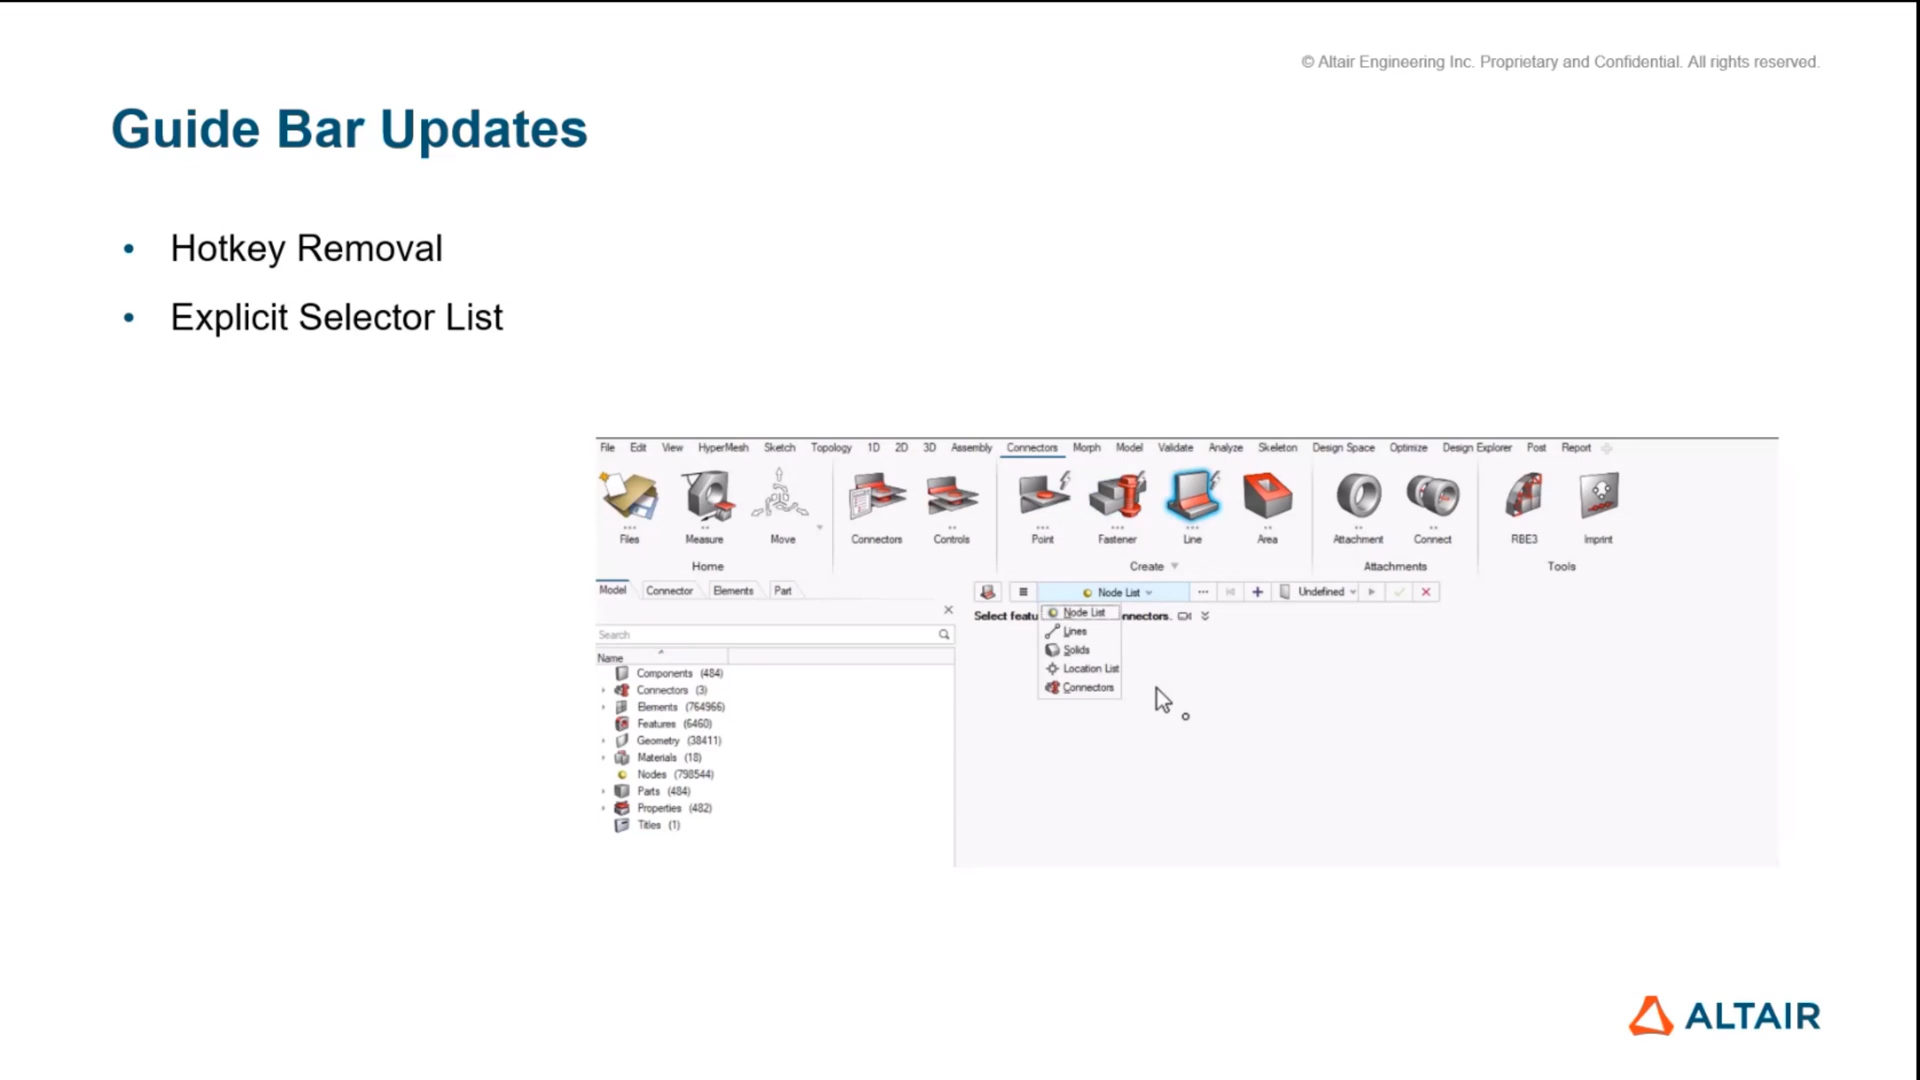 © Altair Engineering Inc. Proprietary and Confidential. All rights reserved.
Guide Bar Updates
• Hotkey Removal
• Explicit Selector List
File Edit View HyperMesh Sketch Topology 1D 2D 3D Assembly Connectors Morph Model Validate Analyze Skeleton Design Space Optimize Design Explorer Post Report
Files Measure Move Connectors Controls Point Fastener Line Area Attachment Connect RBE3 Imprint
Home Create Attachments Tools
Model Connector Elements Part
Node List Undefined
Select featu nnectors.
Node List
Lines
Solids
Location List
Connectors
Search
Name
Components (484)
Connectors (3)
Elements (764966)
Features (6460)
Geometry (38411)
Materials (18)
Nodes (798544)
Parts (484)
Properties (482)
Titles (1)
ALTAIR